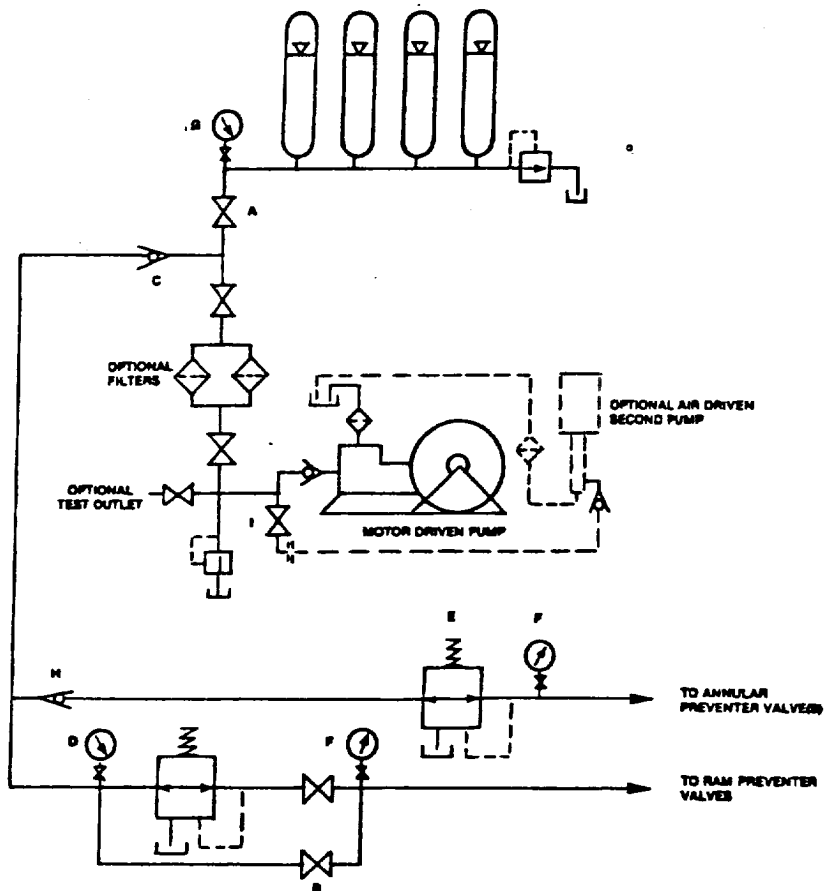 G
A
C
OPTIONAL
FILTERS
OPTIONAL AIR DRIVEN
SECOND PUMP
OPTIONAL
TEST OUTLET
I
MOTOR DRIVEN PUMP
E
F
H
TO ANNULAR
PREVENTER VALVE(S)
D
F
TO RAM PREVENTER
VALVES
B